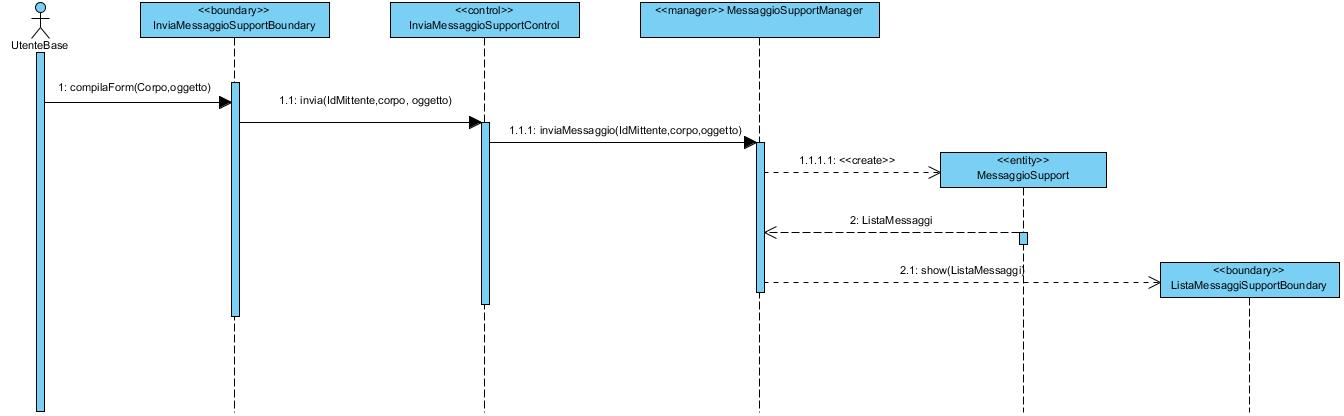 UtenteBase
<<boundary>>
InviaMessaggioSupportBoundary
<<control>>
InviaMessaggioSupportControl
<<manager>> MessaggioSupportManager
1: compilaForm(Corpo,oggetto)
1.1: invia(IdMittente,corpo, oggetto)
1.1.1: inviaMessaggio(IdMittente,corpo,oggetto)
1.1.1.1: <<create>>
<<entity>>
MessaggioSupport
2: ListaMessaggi
2.1: show(ListaMessaggi)
<<boundary>>
ListaMessaggiSupportBoundary